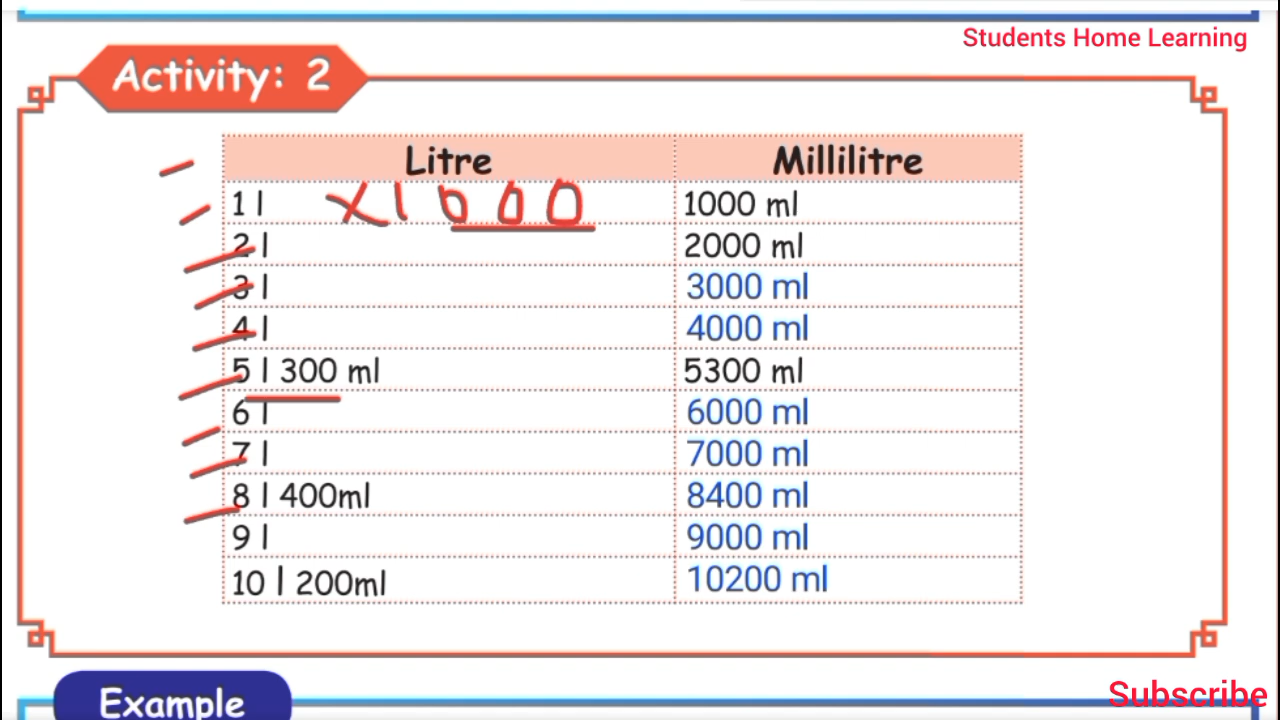 Students Home Learning
Activity: 2
Litre Millilitre
1 l X1000 1000 ml
2 l 2000 ml
3 l 3000 ml
4 l 4000 ml
5 l 300 ml 5300 ml
6 l 6000 ml
7 l 7000 ml
8 l 400ml 8400 ml
9 l 9000 ml
10 l 200ml 10200 ml
Example
Subscribe